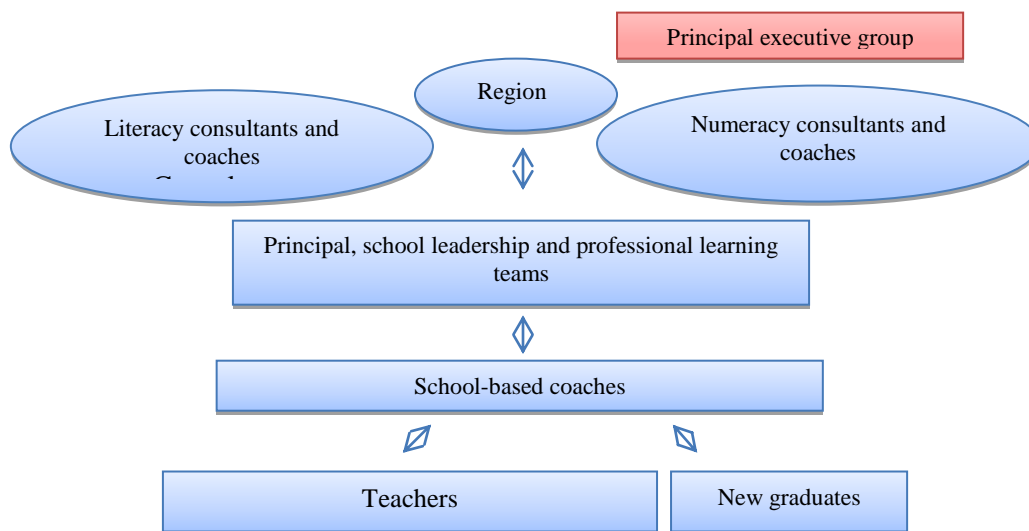 Principal executive group
Region
Literacy consultants and
coaches
Numeracy consultants and
coaches
Principal, school leadership and professional learning
teams
School-based coaches
Teachers
New graduates